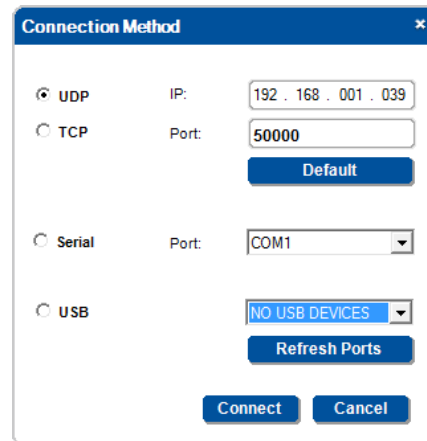 Connection Method ×
UDP IP: 192 . 168 . 001 . 039
TCP Port: 50000
Default
Serial Port: COM1
USB NO USB DEVICES
Refresh Ports
Connect Cancel